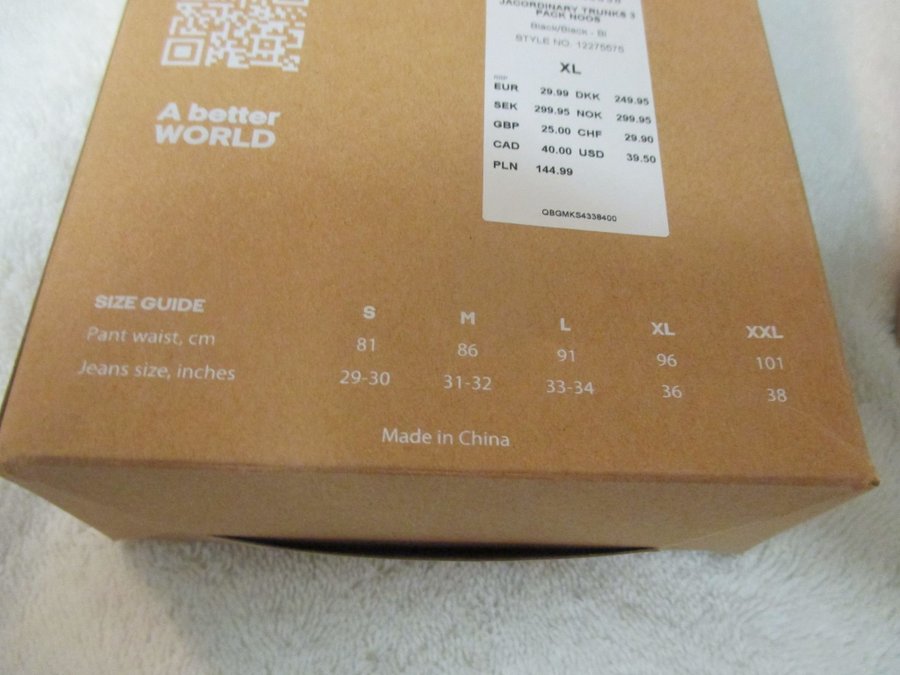 JACORDINARY TRUNKS 3
PACK NOOS
Black/Black - Bl
STYLE NO. 12275575
XL
RRP
EUR 29.99 DKK 249.95
SEK 299.95 NOK 299.95
GBP 25.00 CHF 29.90
CAD 40.00 USD 39.50
PLN 144.99
QBGMKS4338400
A better
WORLD
SIZE GUIDE S M L XL XXL
Pant waist, cm 81 86 91 96 101
Jeans size, inches 29-30 31-32 33-34 36 38
Made in China